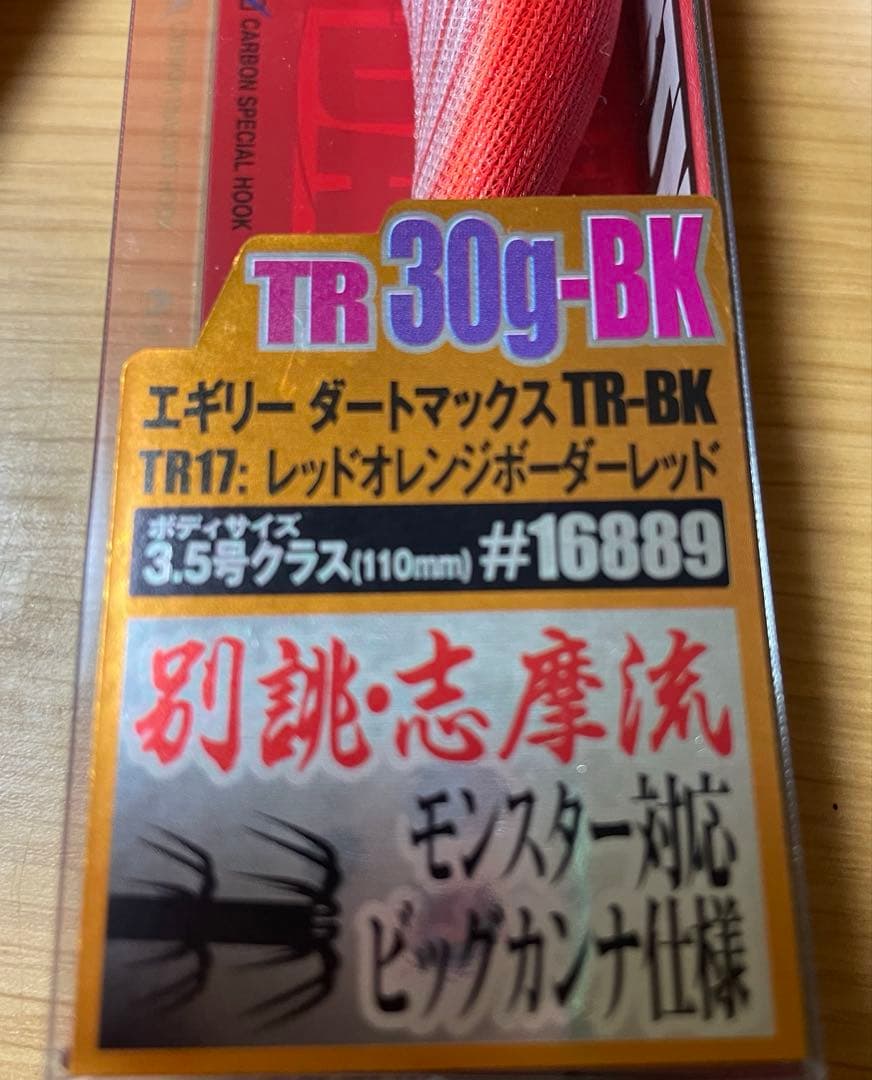 CARBON SPECIAL HOOK
TR 30g-BK
エギリー ダートマックス TR-BK
TR17: レッドオレンジボーダーレッド
ボディサイズ
3.5号クラス(110mm) #16889
別誂・志摩流
モンスター対応
ビッグカンナ仕様